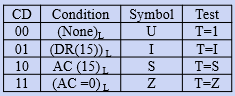 CD Condition Symbol Test
00 (None)L U T=1
01 (DR(15))L I T=I
10 AC (15)L S T=S
11 (AC =0)L Z T=Z